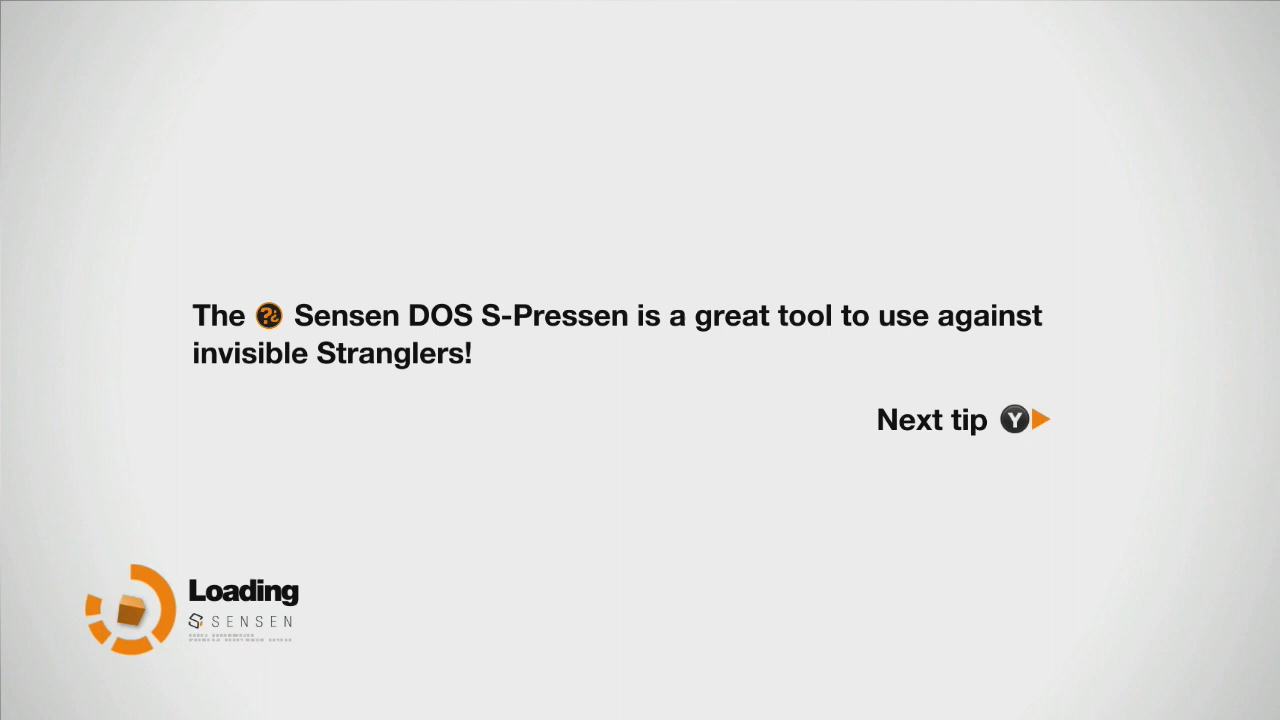 The Sensen DOS S-Pressen is a great tool to use against
invisible Stranglers!
Next tip Y
Loading
S SENSEN